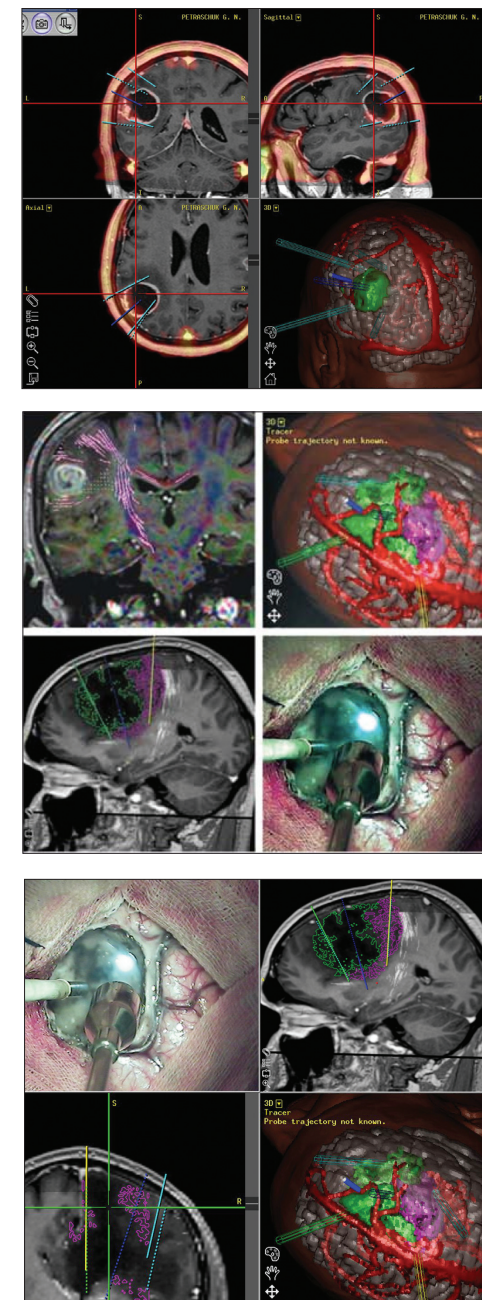 S PETRASCHUK G. N.
L R
I
Sagittal S PETRASCHUK G. N.
A P
Axial A PETRASCHUK G. N.
L R
P
3D
3D
Tracer
Probe trajectory not known.
S
R
3D
Tracer
Probe trajectory not known.